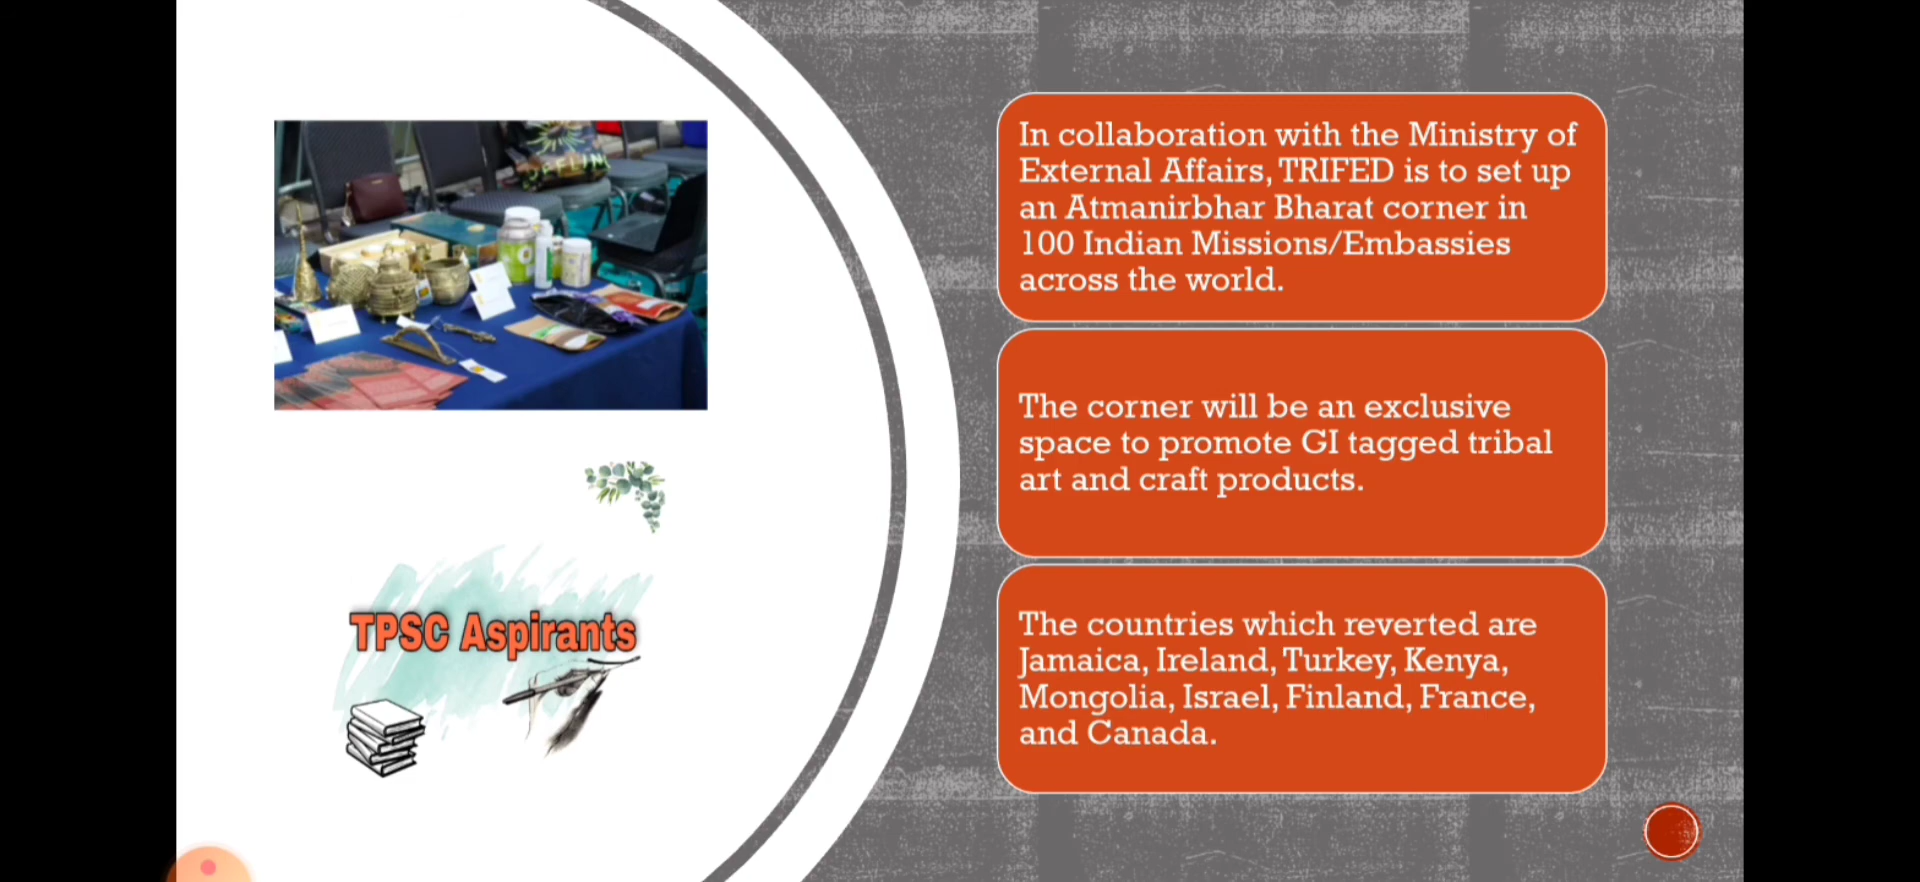 In collaboration with the Ministry of
External Affairs, TRIFED is to set up
an Atmanirbhar Bharat corner in
100 Indian Missions/Embassies
across the world.
The corner will be an exclusive
space to promote GI tagged tribal
art and craft products.
The countries which reverted are
Jamaica, Ireland, Turkey, Kenya,
Mongolia, Israel, Finland, France,
and Canada.
TPSC Aspirants